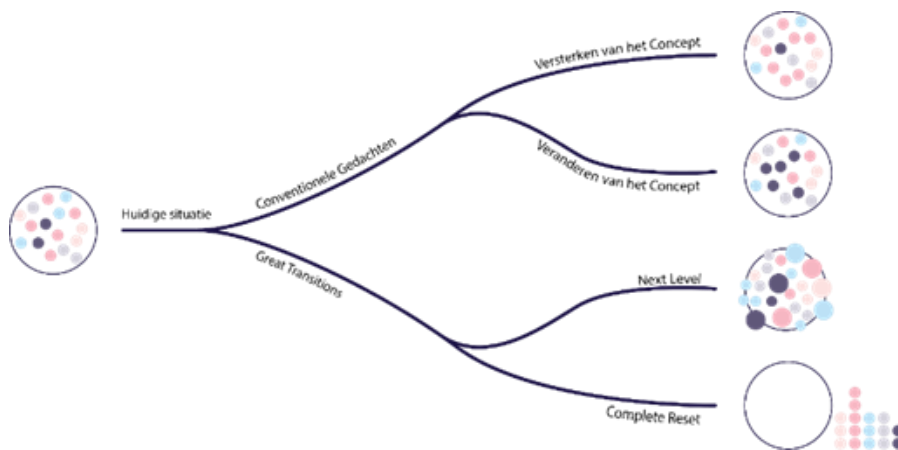 Huidige situatie
Conventionele Gedachten
Great Transitions
Versterken van het Concept
Veranderen van het Concept
Next Level
Complete Reset